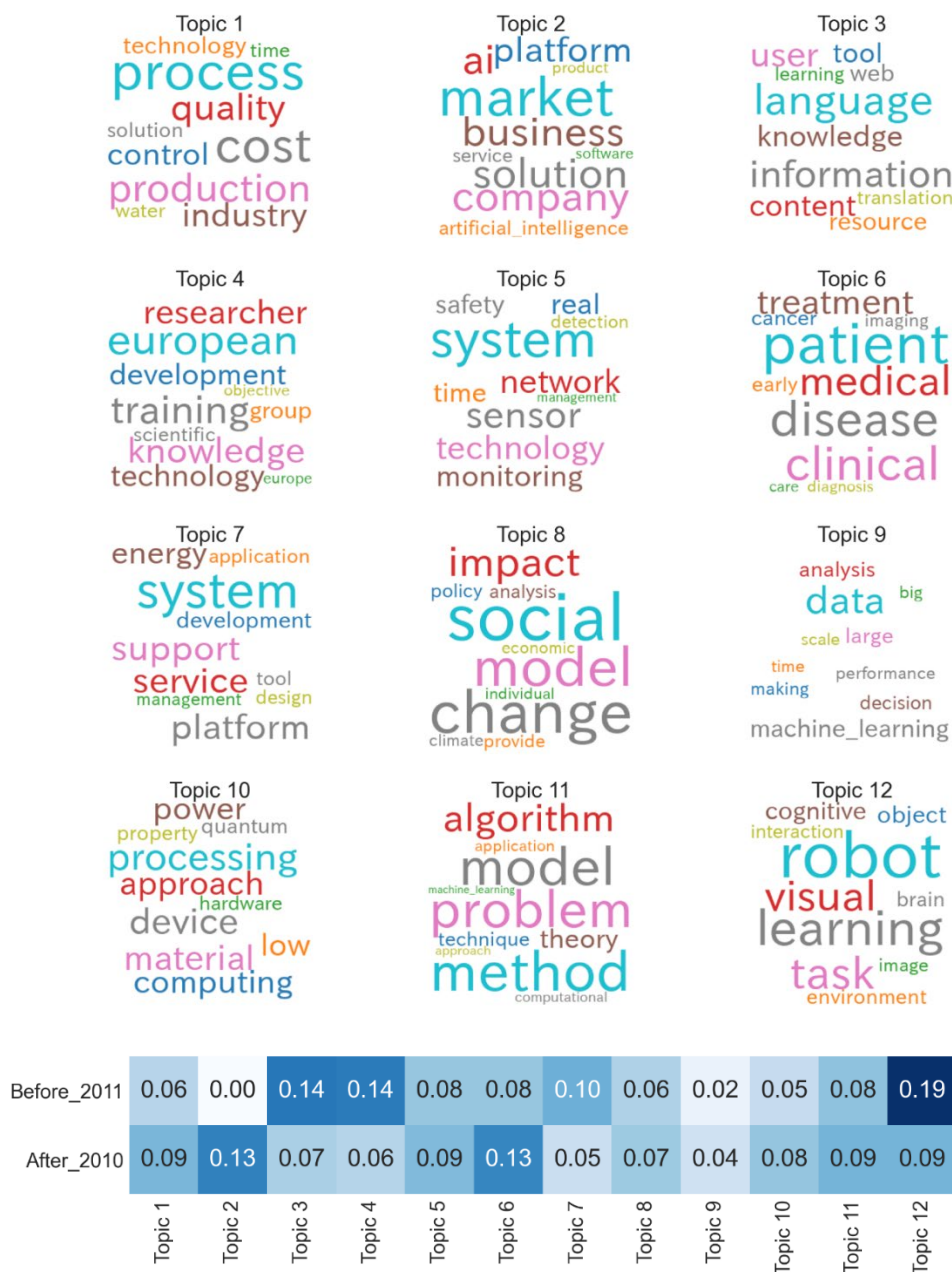 Topic 1
technology time
process
quality
solution cost
control
production
water industry
Topic 2
ai platform
product
market
business
service software
solution
company
artificial_intelligence
Topic 3
user tool
learning web
language
knowledge
information
content translation
resource
Topic 4
researcher
european
development
objective
training group
scientific
knowledge
technology europe
Topic 5
safety real
detection
system
time network
management
sensor
technology
monitoring
Topic 6
treatment
cancer imaging
patient
early medical
disease
clinical
care diagnosis
Topic 7
energy application
system
development
support
service tool
management design
platform
Topic 8
impact
policy analysis
social
economic
model
individual
change
climate provide
Topic 9
analysis
data big
scale large
time performance
making decision
machine_learning
Topic 10
power
property quantum
processing
approach
hardware
device
material low
computing
Topic 11
algorithm
application
model
machine_learning
problem
technique theory
approach
method
computational
Topic 12
cognitive object
interaction
robot
visual brain
learning
task image
environment
Before_2011 0.06 0.00 0.14 0.14 0.08 0.08 0.10 0.06 0.02 0.05 0.08 0.19
After_2010 0.09 0.13 0.07 0.06 0.09 0.13 0.05 0.07 0.04 0.08 0.09 0.09
Topic 1 Topic 2 Topic 3 Topic 4 Topic 5 Topic 6 Topic 7 Topic 8 Topic 9 Topic 10 Topic 11 Topic 12